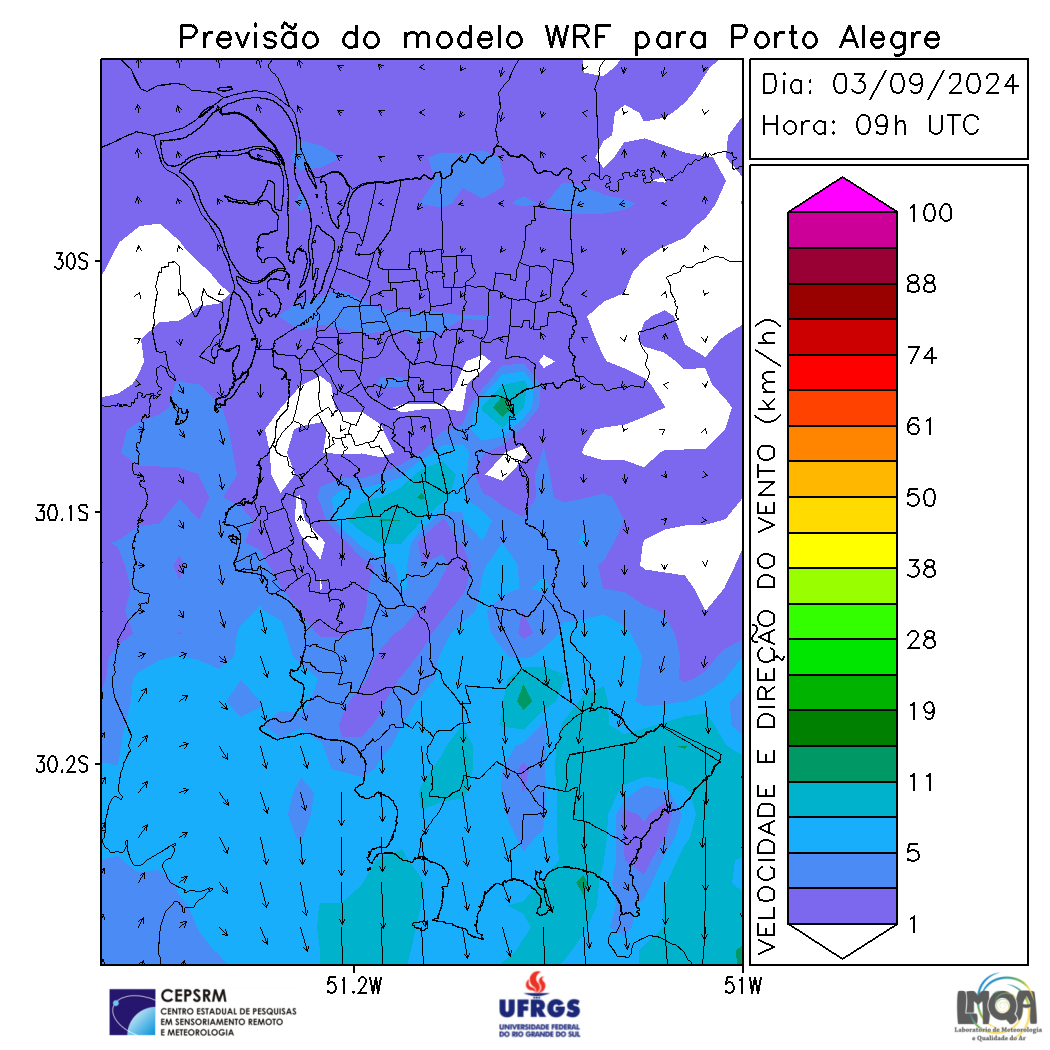 Previsão do modelo WRF para Porto Alegre
Dia: 03/09/2024
Hora: 09h UTC
30S
30.1S
30.2S
51.2W
51W
VELOCIDADE E DIREÇÃO DO VENTO (km/h)
100
88
74
61
50
38
28
19
11
5
1
CEPSRM
CENTRO ESTADUAL DE PESQUISAS
EM SENSORIAMENTO REMOTO
E METEOROLOGIA
UFRGS
UNIVERSIDADE FEDERAL
DO RIO GRANDE DO SUL
LMQA
Laboratório de Meteorologia
e Qualidade do Ar